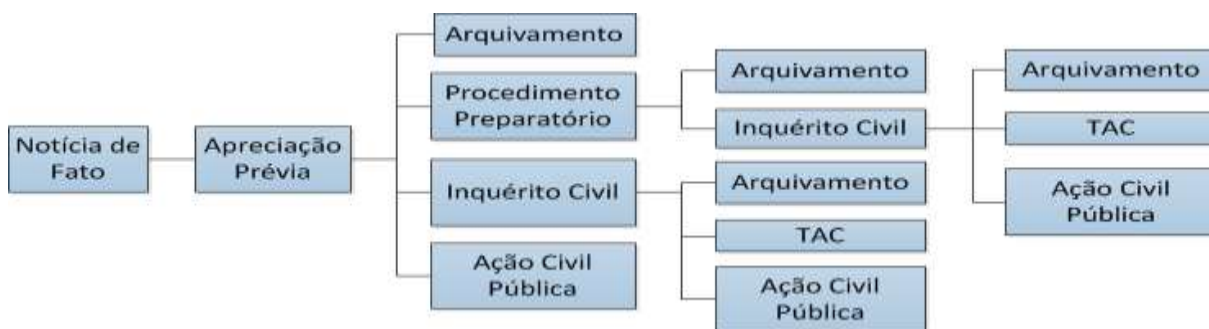 Notícia de
Fato
Apreciação
Prévia
Arquivamento
Procedimento
Preparatório
Inquérito Civil
Ação Civil
Pública
Arquivamento
Inquérito Civil
Arquivamento
TAC
Ação Civil
Pública
Arquivamento
TAC
Ação Civil
Pública